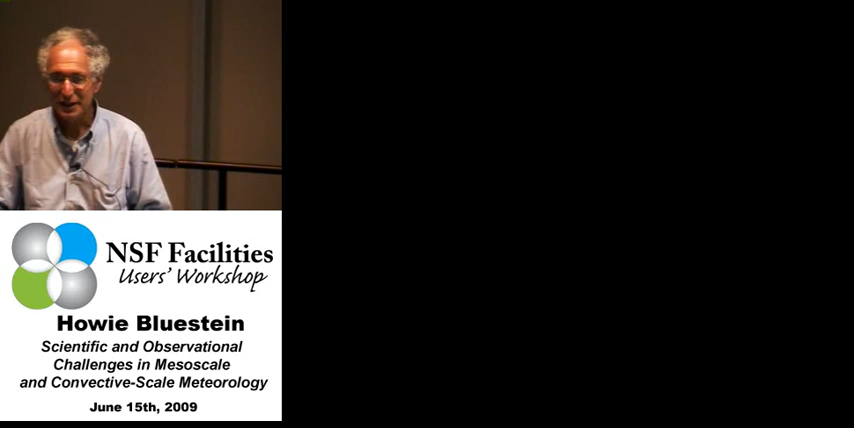 NSF Facilities
Users' Workshop
Howie Bluestein
Scientific and Observational
Challenges in Mesoscale
and Convective-Scale Meteorology
June 15th, 2009